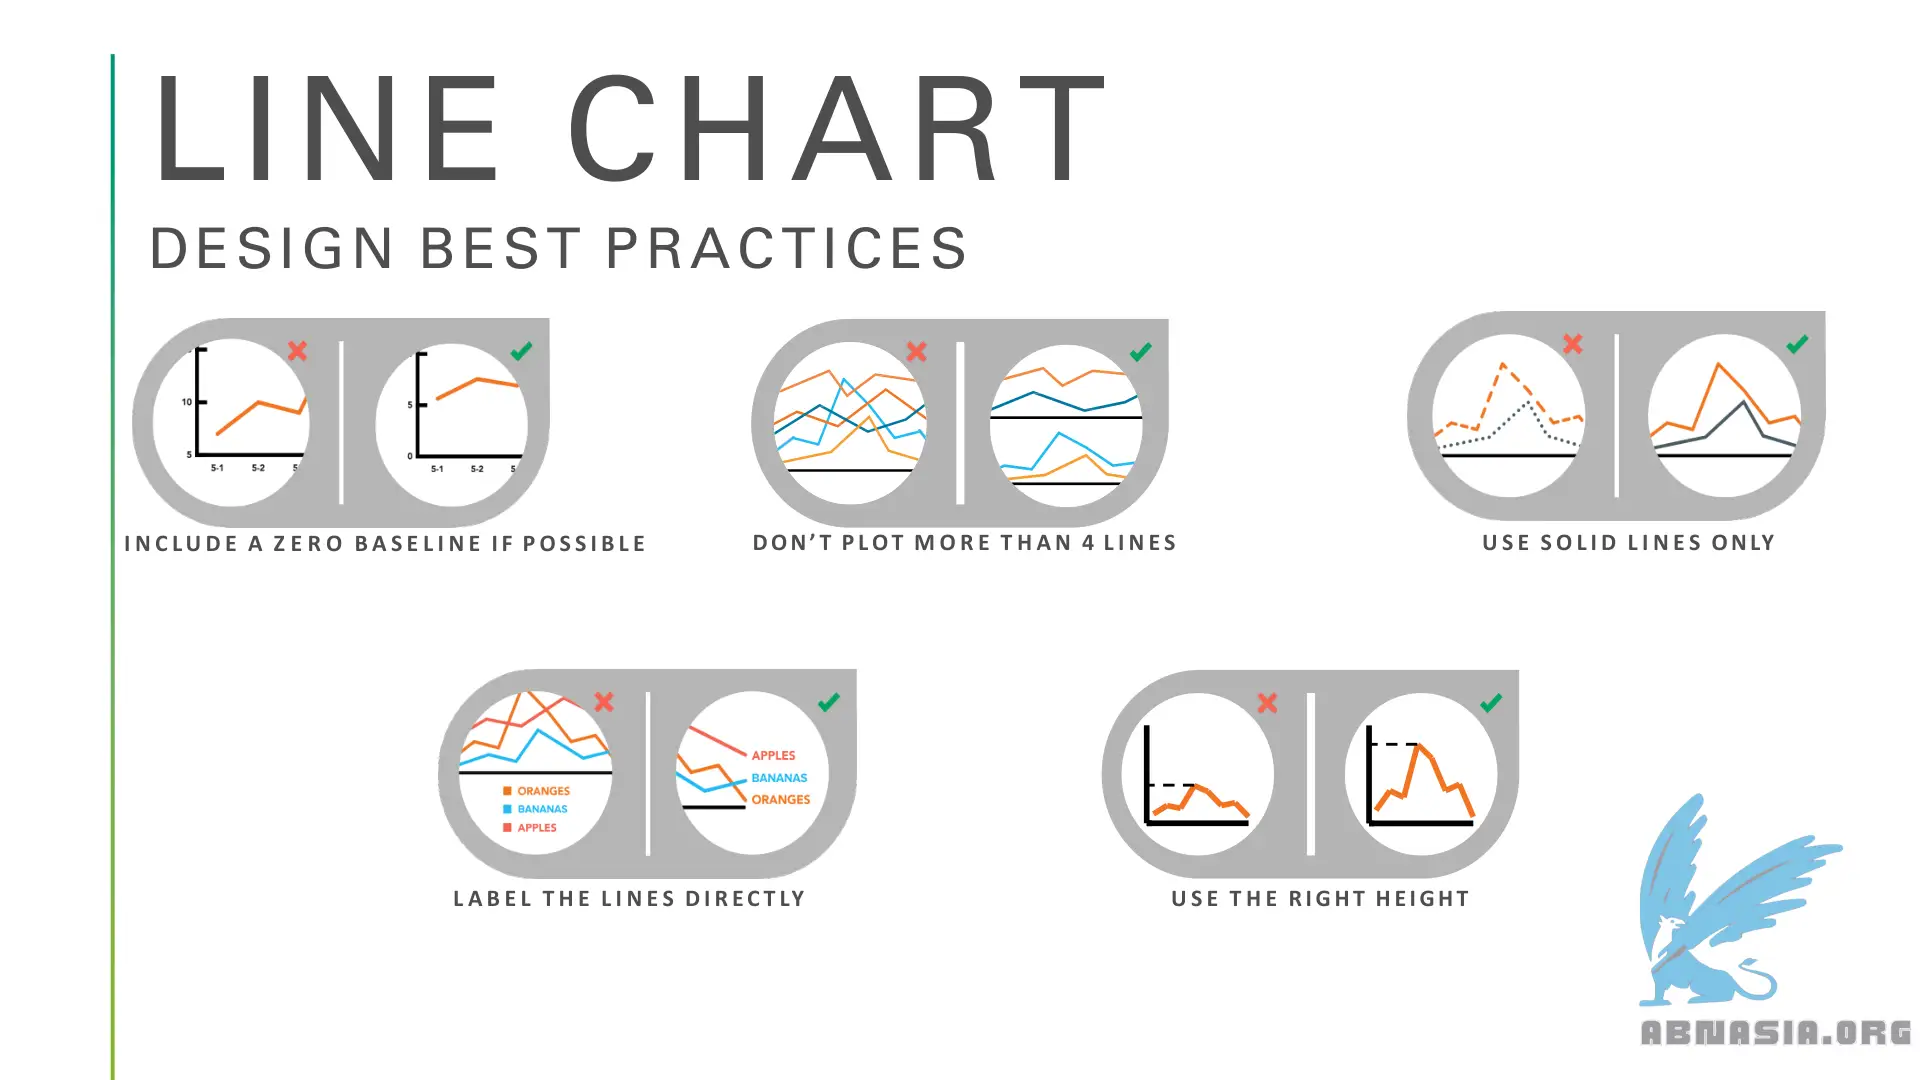 LINE CHART
DESIGN BEST PRACTICES
10
5
5-1 5-2 5
5
0
5-1 5-2 5
INCLUDE A ZERO BASELINE IF POSSIBLE
DON'T PLOT MORE THAN 4 LINES
USE SOLID LINES ONLY
ORANGES
BANANAS
APPLES
APPLES
BANANAS
ORANGES
LABEL THE LINES DIRECTLY
USE THE RIGHT HEIGHT
ABNASIA.ORG